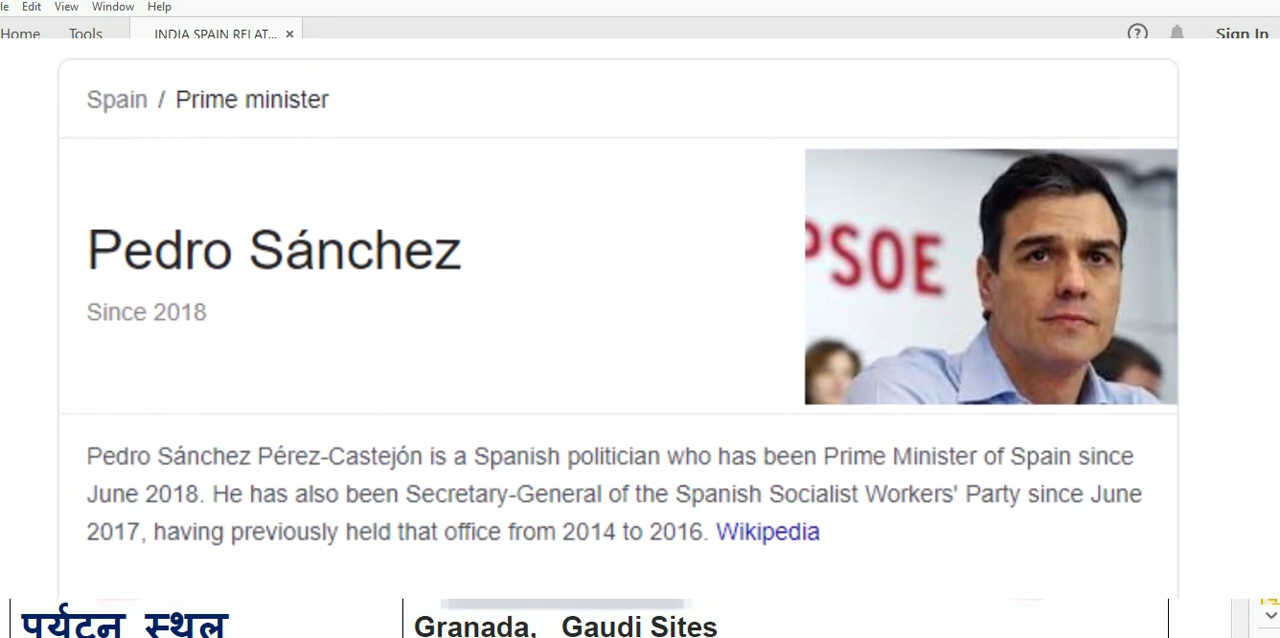 le Edit View Window Help
Home Tools INDIA SPAIN RELAT... × ? Sign In
Spain / Prime minister
PSOE
Pedro Sánchez
Since 2018
Pedro Sánchez Pérez-Castejón is a Spanish politician who has been Prime Minister of Spain since
June 2018. He has also been Secretary-General of the Spanish Socialist Workers' Party since June
2017, having previously held that office from 2014 to 2016. Wikipedia
पर्यटन स्थल Granada, Gaudi Sites